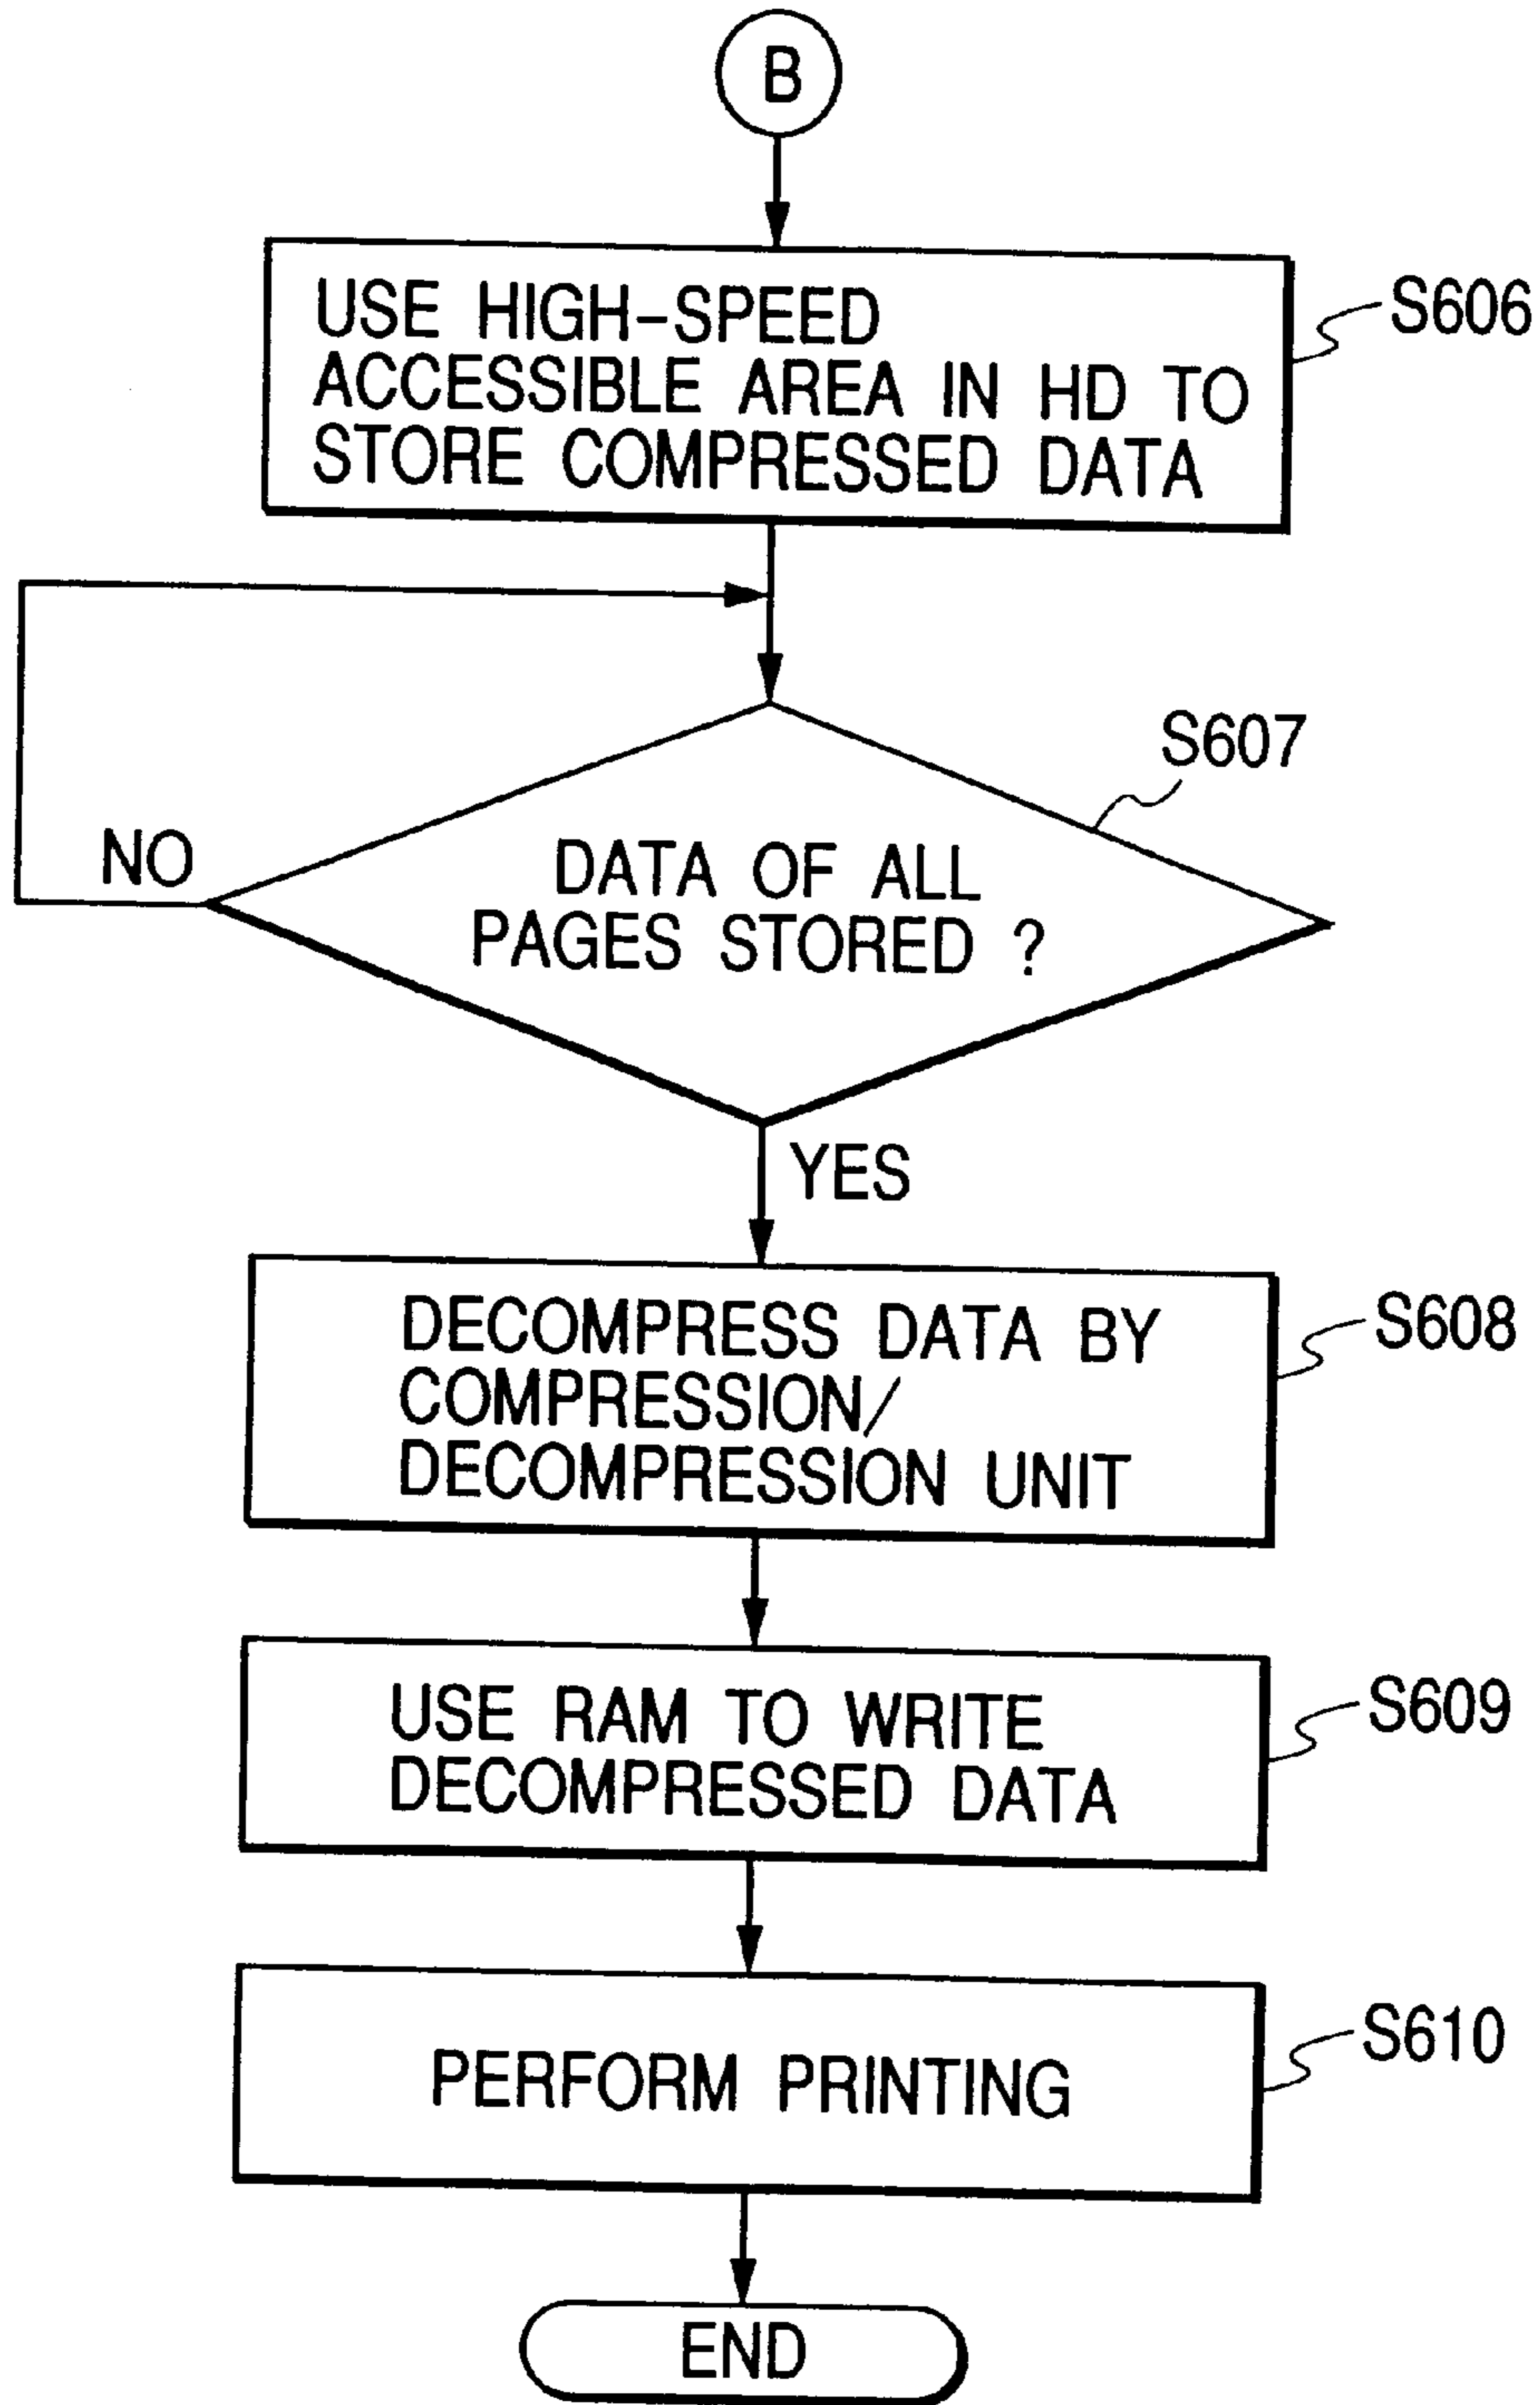 B
USE HIGH-SPEED
ACCESSIBLE AREA IN HD TO
STORE COMPRESSED DATA
S606
S607
NO
DATA OF ALL
PAGES STORED ?
YES
DECOMPRESS DATA BY
COMPRESSION/
DECOMPRESSION UNIT
S608
USE RAM TO WRITE
DECOMPRESSED DATA
S609
PERFORM PRINTING
S610
END